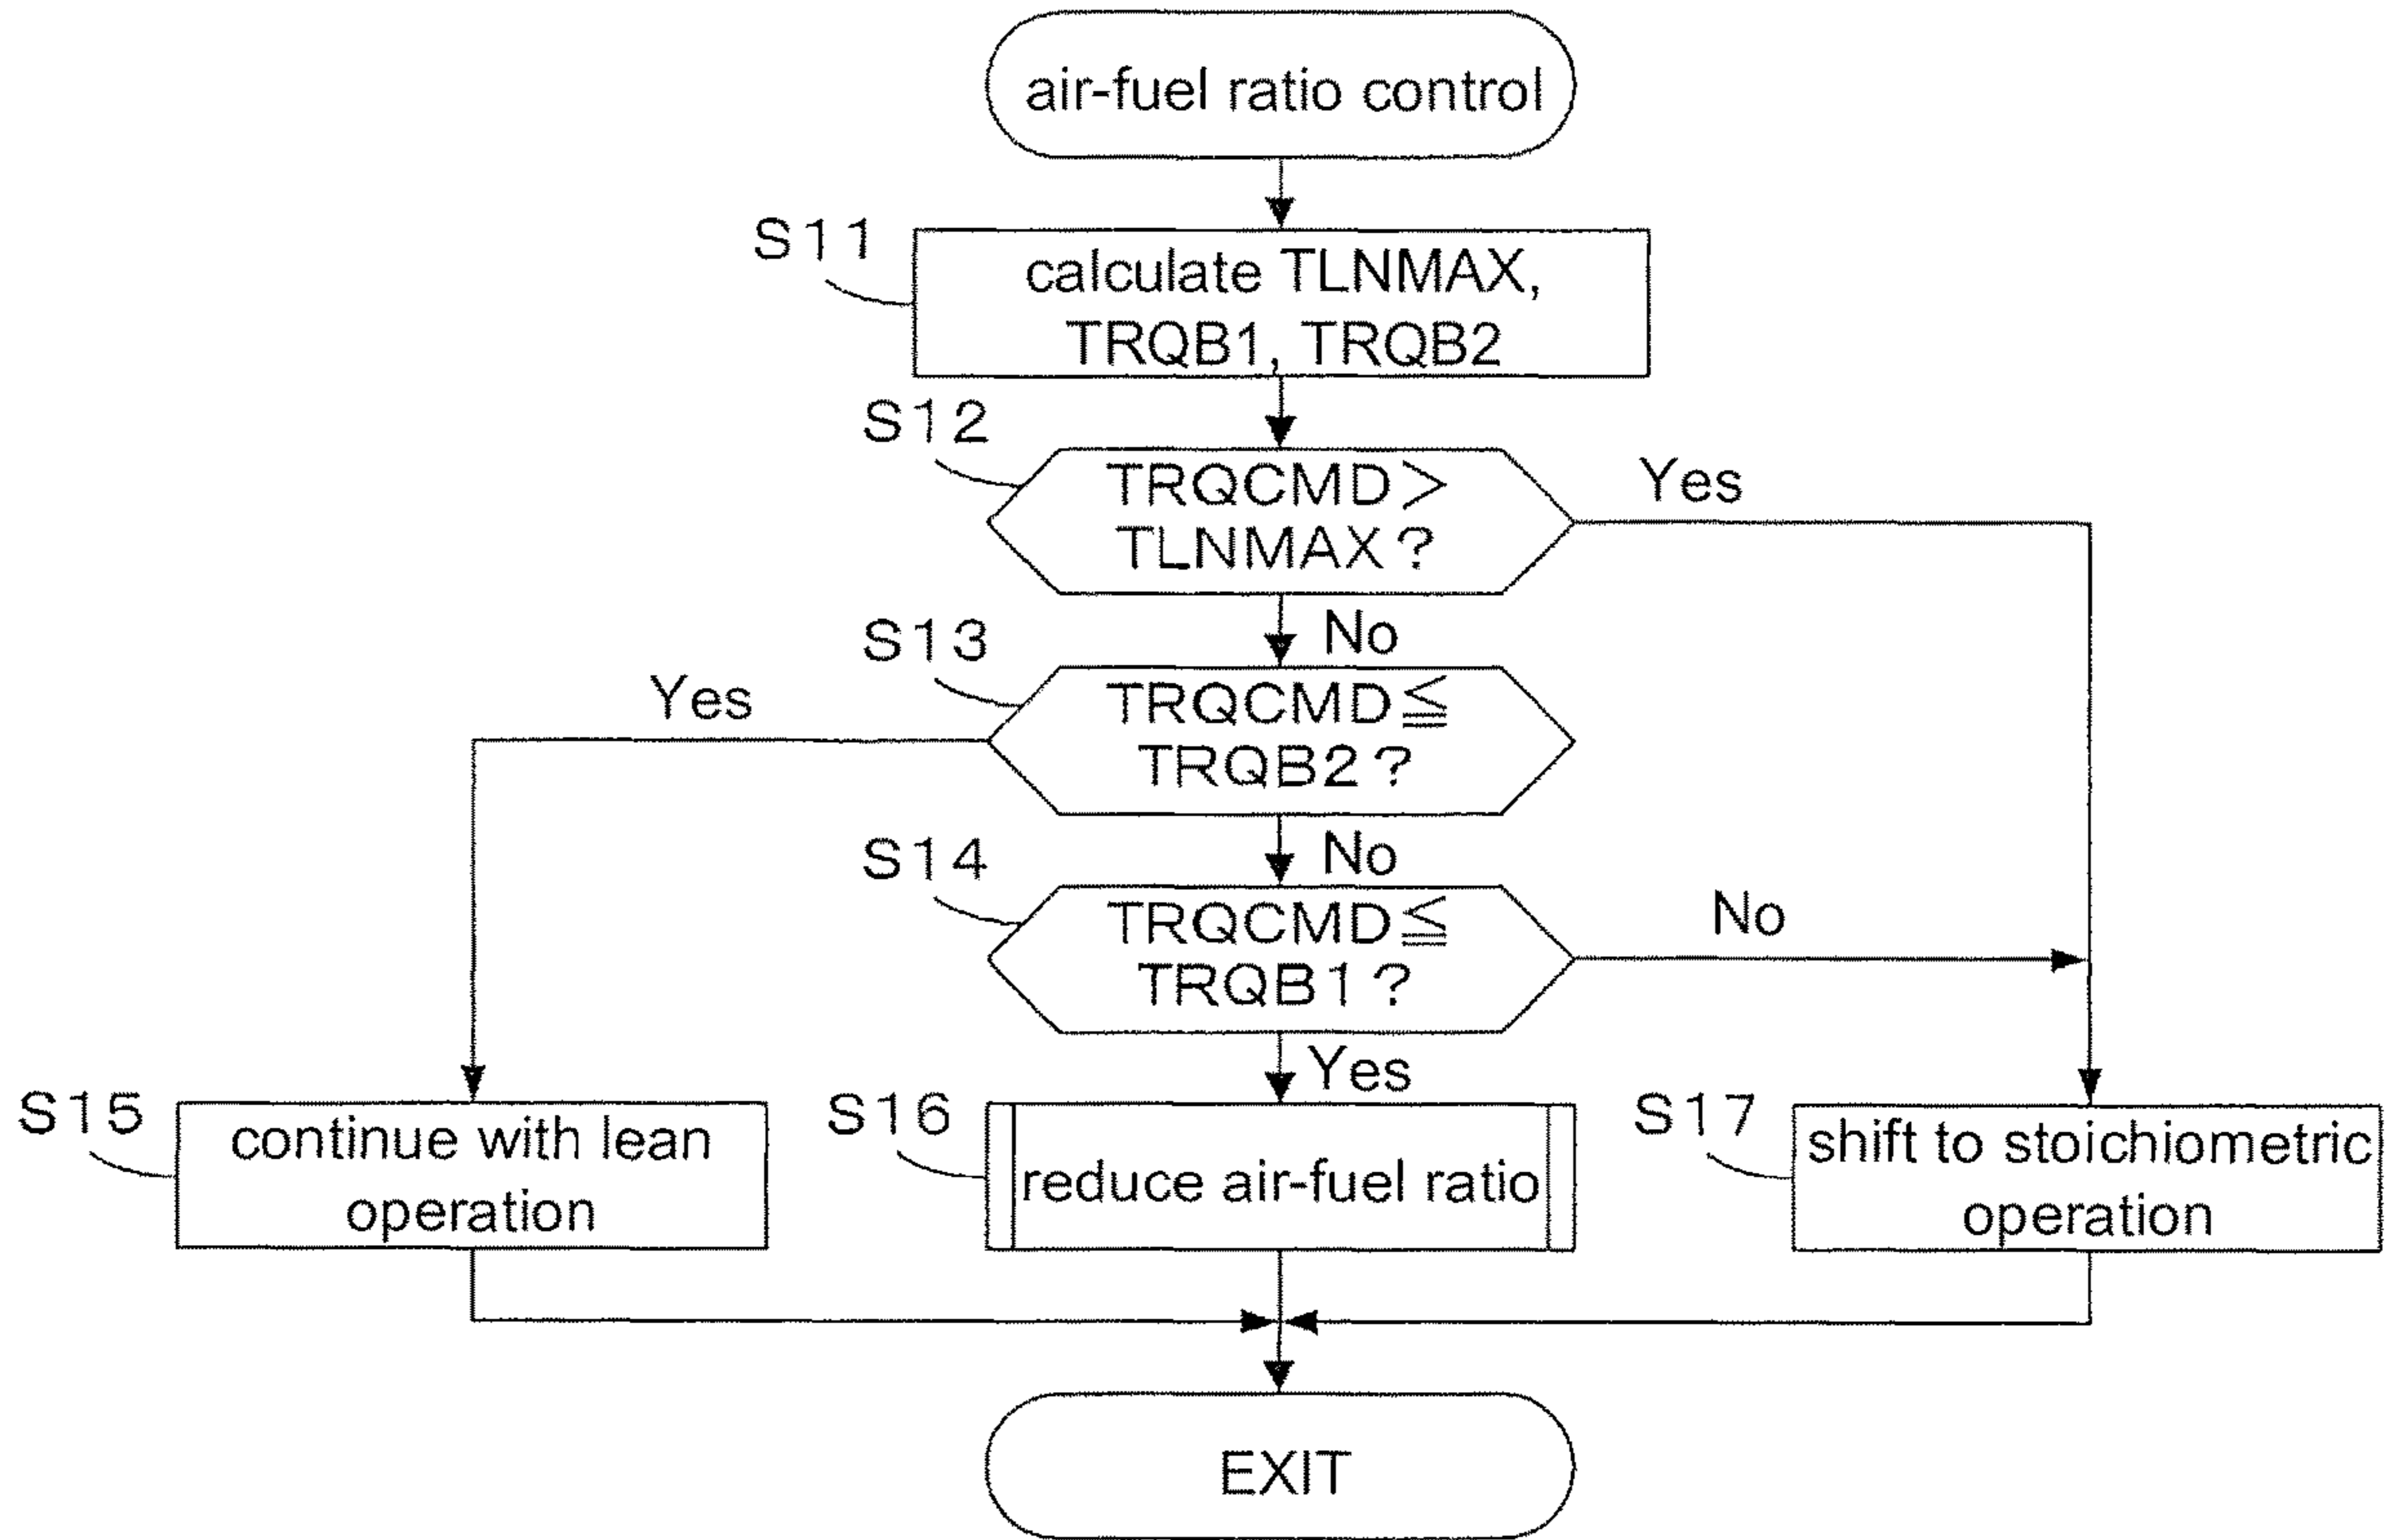 air-fuel ratio control
S11
calculate TLNMAX,
TRQB1, TRQB2
S12
TRQCMD>
TLNMAX?
Yes
No
S13
TRQCMD≦
TRQB2?
Yes
No
S14
TRQCMD≦
TRQB1?
No
Yes
S15
continue with lean
operation
S16
reduce air-fuel ratio
S17
shift to stoichiometric
operation
EXIT